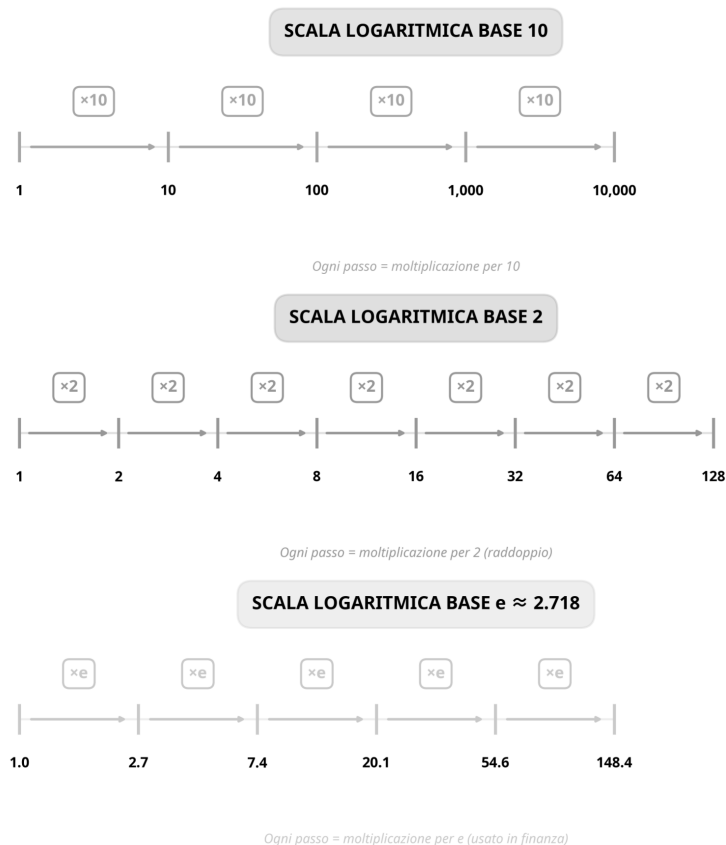 SCALA LOGARITMICA BASE 10
×10 ×10 ×10 ×10
1 10 100 1,000 10,000
Ogni passo = moltiplicazione per 10
SCALA LOGARITMICA BASE 2
×2 ×2 ×2 ×2 ×2 ×2 ×2
1 2 4 8 16 32 64 128
Ogni passo = moltiplicazione per 2 (raddoppio)
SCALA LOGARITMICA BASE e ≈ 2.718
×e ×e ×e ×e ×e
1.0 2.7 7.4 20.1 54.6 148.4
Ogni passo = moltiplicazione per e (usato in finanza)